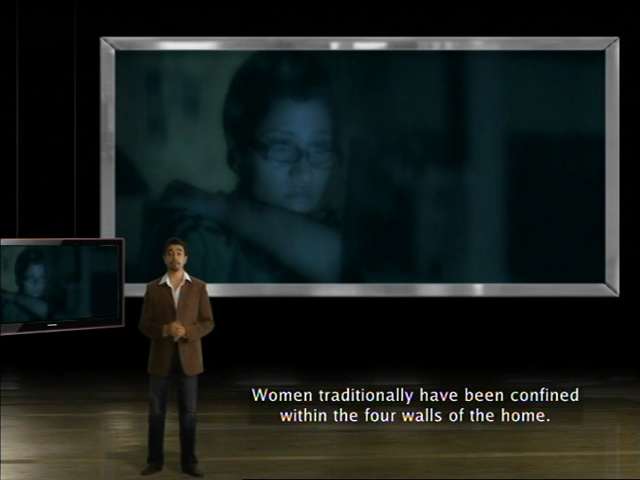 Women traditionally have been confined
within the four walls of the home.